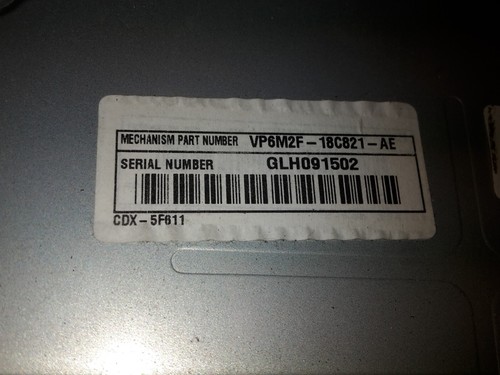 MECHANISM PART NUMBER VP6M2F-18C821-AE
SERIAL NUMBER GLH091502
CDX-5F611